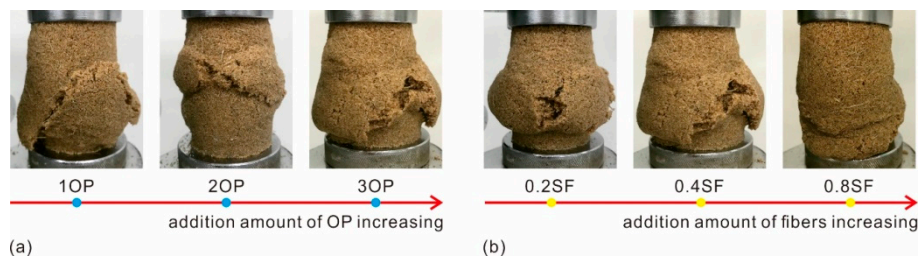 1OP 2OP 3OP
addition amount of OP increasing
(a)
0.2SF 0.4SF 0.8SF
addition amount of fibers increasing
(b)